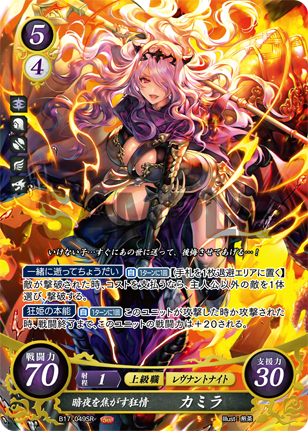 5
4
いけない子…すぐにあの世に送って、後悔させてあげる…!
一緒に逝ってちょうだい 自 1ターンに1回 【手札を1枚退避エリアに置く】
敵が撃破された時、コストを支払うなら、主人公以外の敵を1体
選び、撃破する。
狂姫の本能 自 1ターンに1回 このユニットが攻撃した時か攻撃され
た時、戦闘終了まで、このユニットの戦闘力は+20される。
戦闘力
70
射程 1 上級職 レヴナントナイト
支援力
30
暗夜を焦がす狂情 カミラ
B17-049SR